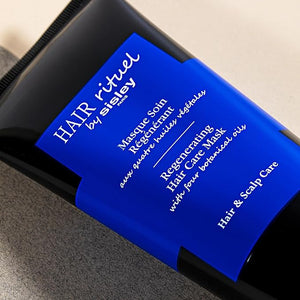 HAIR rituel
by sisley
Masque Soin
Régénérant
aux quatre huiles végétales
Regenerating
Hair Care Mask
with four botanical oils
Hair & Scalp Care